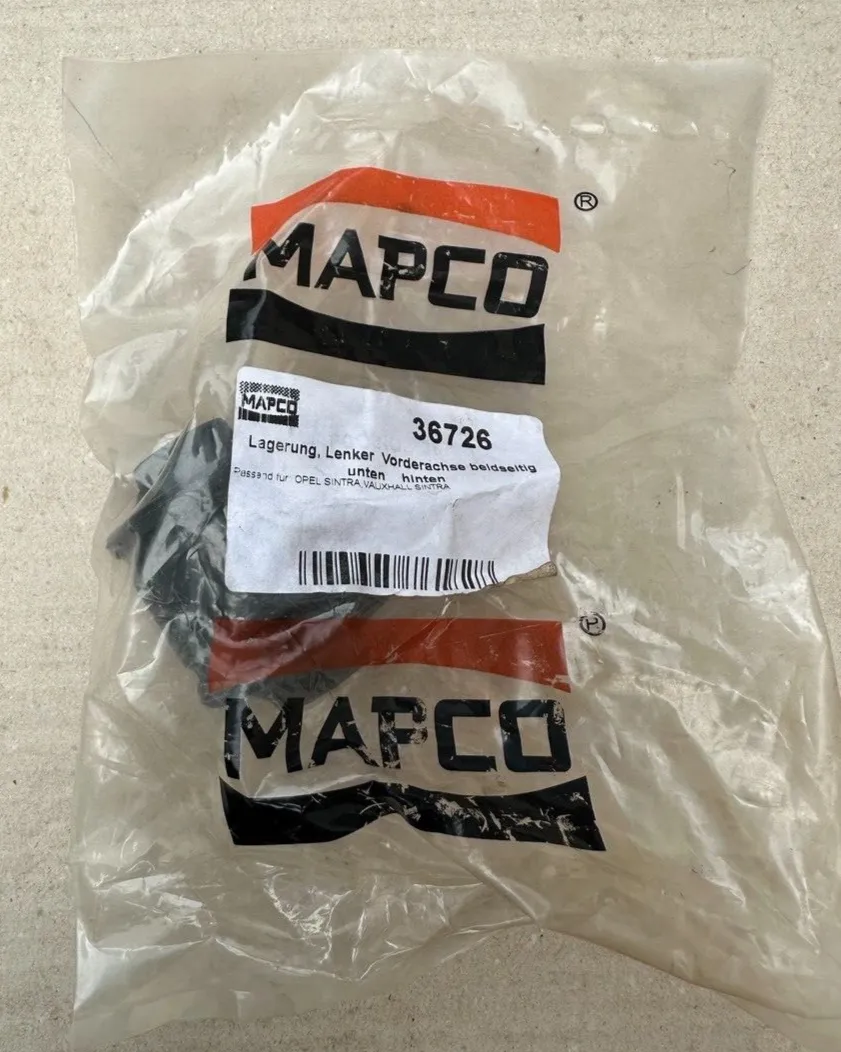 ®
MAPCO
MAPCO
36726
Lagerung, Lenker Vorderachse beidseitig
unten hinten
Passend für: OPEL SINTRA,VAUXHALL SINTRA
®
MAPCO